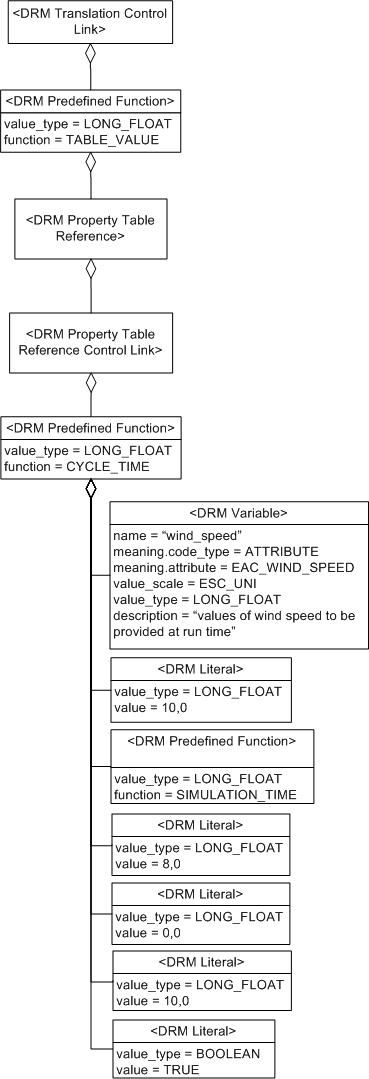 <DRM Translation Control
Link>
<DRM Predefined Function>
value_type = LONG_FLOAT
function = TABLE_VALUE
<DRM Property Table
Reference>
<DRM Property Table
Reference Control Link>
<DRM Predefined Function>
value_type = LONG_FLOAT
function = CYCLE_TIME
<DRM Variable>
name = “wind_speed”
meaning.code_type = ATTRIBUTE
meaning.attribute = EAC_WIND_SPEED
value_scale = ESC_UNI
value_type = LONG_FLOAT
description = “values of wind speed to be
provided at run time”
<DRM Literal>
value_type = LONG_FLOAT
value = 10,0
<DRM Predefined Function>
value_type = LONG_FLOAT
function = SIMULATION_TIME
<DRM Literal>
value_type = LONG_FLOAT
value = 8,0
<DRM Literal>
value_type = LONG_FLOAT
value = 0,0
<DRM Literal>
value_type = LONG_FLOAT
value = 10,0
<DRM Literal>
value_type = BOOLEAN
value = TRUE